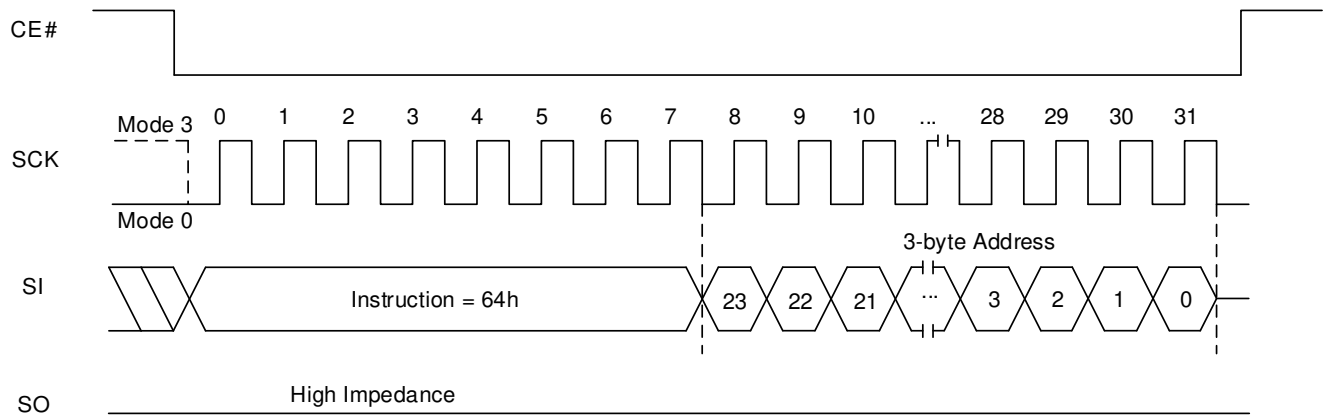 CE#
Mode 3 0 1 2 3 4 5 6 7 8 9 10 ... 28 29 30 31
SCK
Mode 0
3-byte Address
SI Instruction = 64h 23 22 21 ... 3 2 1 0
High Impedance
SO